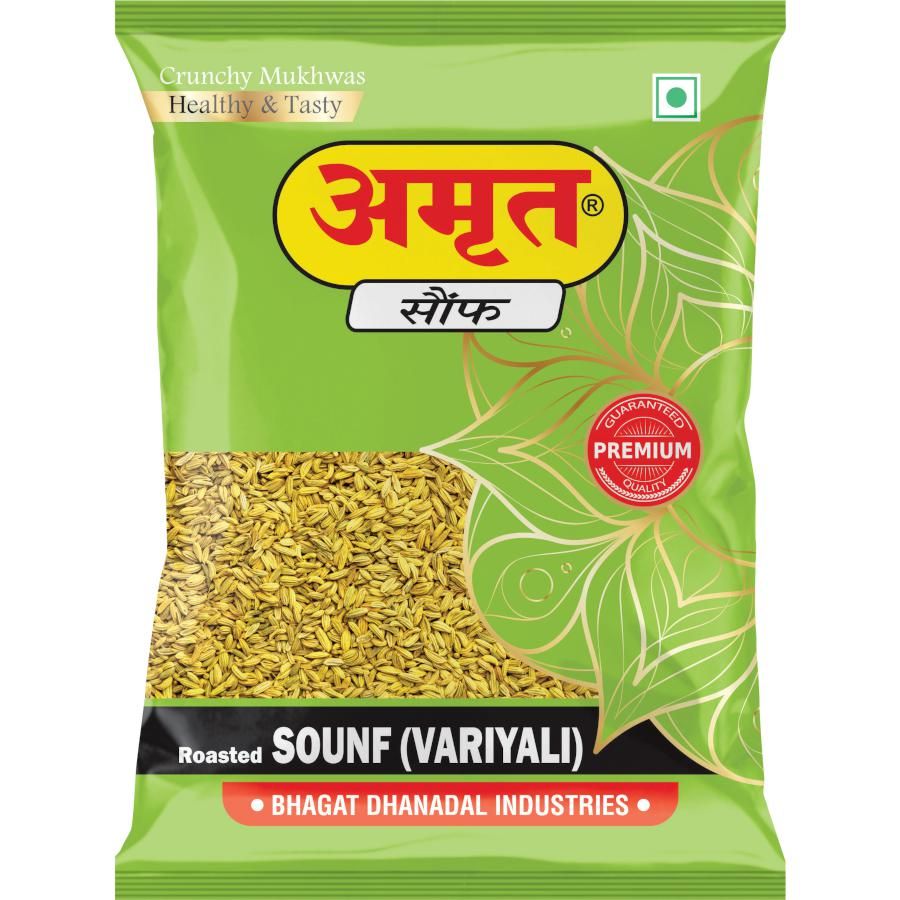 Crunchy Mukhwas
Healthy & Tasty
अमृत®
सौंफ
GUARANTEED
PREMIUM
QUALITY
Roasted SOUNF (VARIYALI)
• BHAGAT DHANADAL INDUSTRIES •